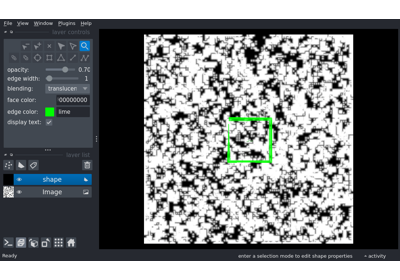 File View Window Plugins Help
layer controls
opacity: 0.70
edge width: 1
blending: translucen
face color: 00000000
edge color: lime
display text:
layer list
shape
Image
Ready
enter a selection mode to edit shape properties
activity